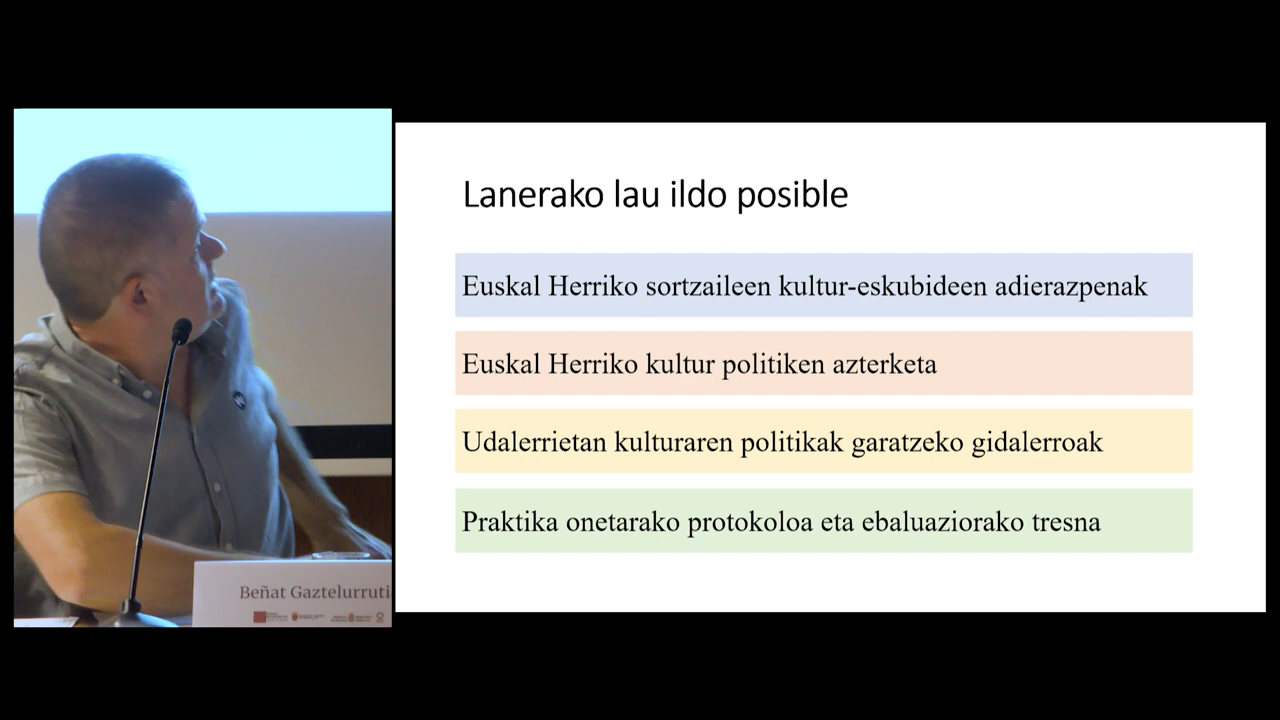 Lanerako lau ildo posible
Euskal Herriko sortzaileen kultur-eskubideen adierazpenak
Euskal Herriko kultur politiken azterketa
Udalerrietan kulturaren politikak garatzeko gidalerroak
Praktika onetarako protokoloa eta ebaluaziorako tresna
Beñat Gaztelurruti